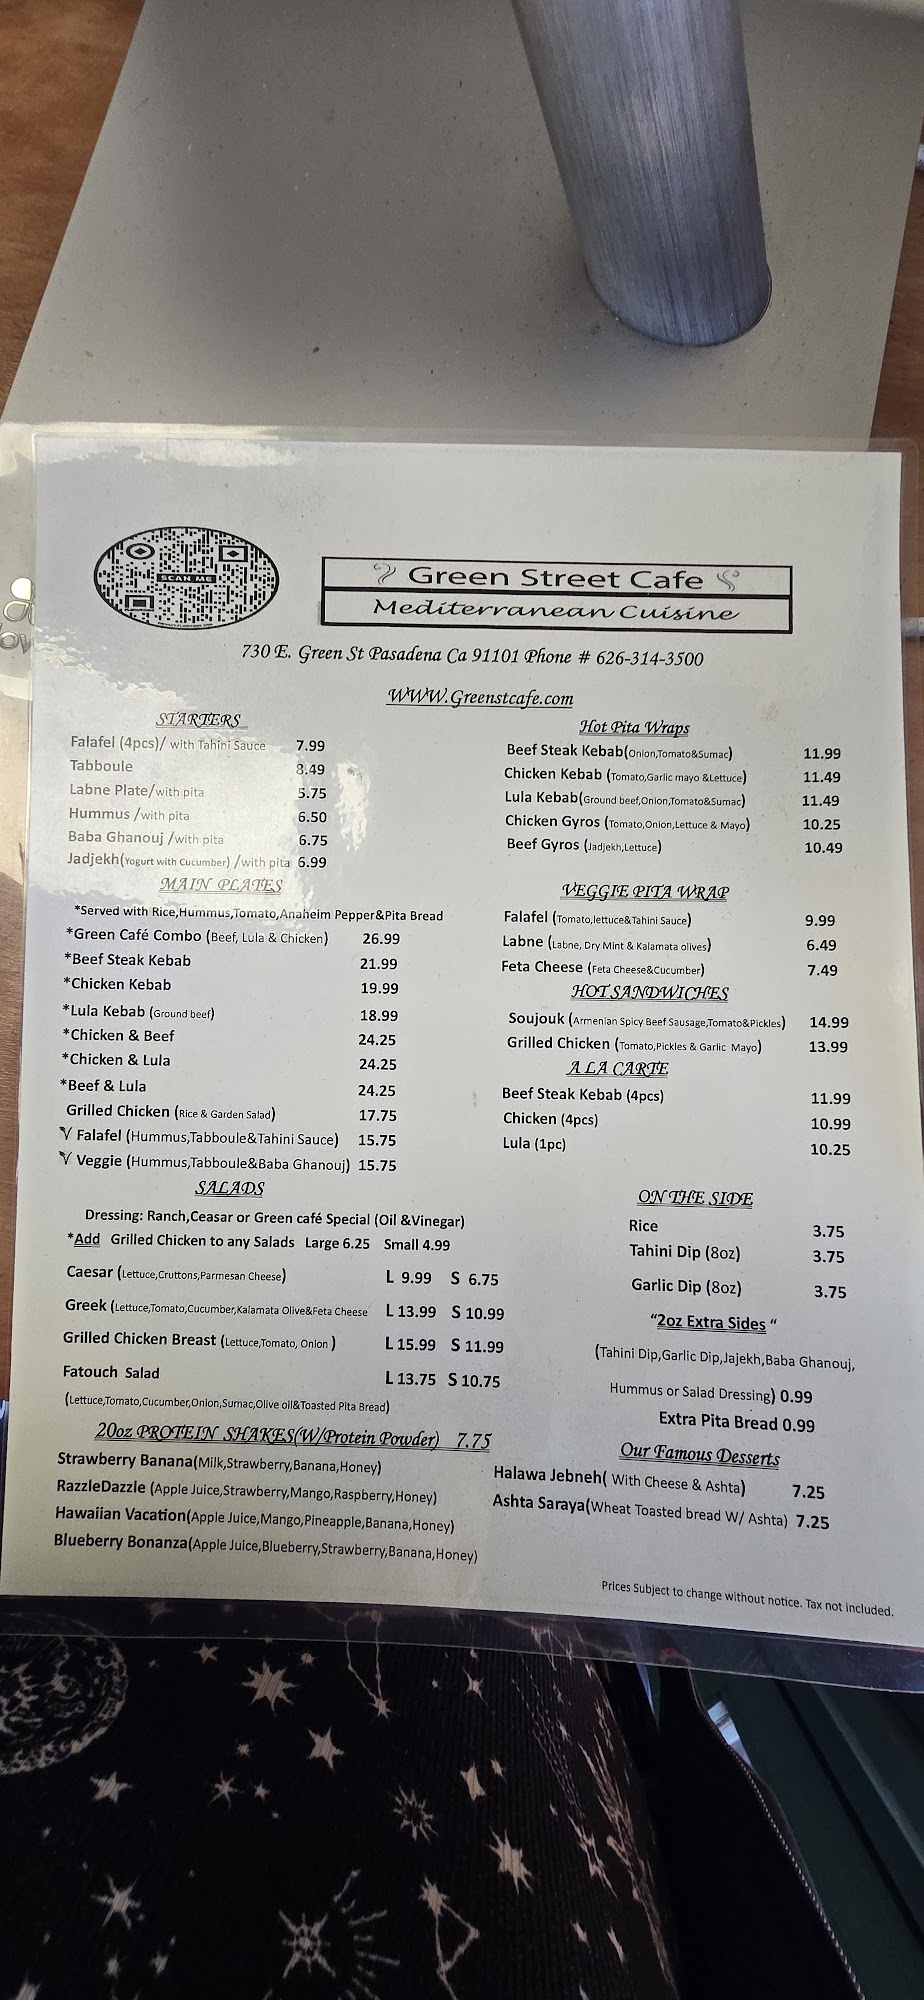 SCAN ME
Green Street Cafe
Mediterranean Cuisine
730 E. Green St Pasadena Ca 91101 Phone # 626-314-3500
WWW.Greenstcafe.com
STARTERS
Falafel (4pcs)/ with Tahini Sauce 7.99
Tabboule 8.49
Labne Plate/with pita 5.75
Hummus /with pita 6.50
Baba Ghanouj /with pita 6.75
Jadjekh(Yogurt with Cucumber) /with pita 6.99
MAIN PLATES
*Served with Rice,Hummus,Tomato,Anaheim Pepper&Pita Bread
*Green Café Combo (Beef, Lula & Chicken) 26.99
*Beef Steak Kebab 21.99
*Chicken Kebab 19.99
*Lula Kebab (Ground beef) 18.99
*Chicken & Beef 24.25
*Chicken & Lula 24.25
*Beef & Lula 24.25
Grilled Chicken (Rice & Garden Salad) 17.75
V Falafel (Hummus,Tabboule&Tahini Sauce) 15.75
V Veggie (Hummus,Tabboule&Baba Ghanouj) 15.75
SALADS
Dressing: Ranch,Ceasar or Green café Special (Oil &Vinegar)
*Add Grilled Chicken to any Salads Large 6.25 Small 4.99
Caesar (Lettuce,Cruttons,Parmesan Cheese) L 9.99 S 6.75
Greek (Lettuce,Tomato,Cucumber,Kalamata Olive&Feta Cheese L 13.99 S 10.99
Grilled Chicken Breast (Lettuce,Tomato, Onion ) L 15.99 S 11.99
Fatouch Salad L 13.75 S 10.75
(Lettuce,Tomato,Cucumber,Onion,Sumac,Olive oil&Toasted Pita Bread)
20oz PROTEIN SHAKES(W/Protein Powder) 7.75
Strawberry Banana(Milk,Strawberry,Banana,Honey)
RazzleDazzle (Apple Juice,Strawberry,Mango,Raspberry,Honey)
Hawaiian Vacation(Apple Juice,Mango,Pineapple,Banana,Honey)
Blueberry Bonanza(Apple Juice,Blueberry,Strawberry,Banana,Honey)
Hot Pita Wraps
Beef Steak Kebab(Onion,Tomato&Sumac) 11.99
Chicken Kebab (Tomato,Garlic mayo &Lettuce) 11.49
Lula Kebab(Ground beef,Onion,Tomato&Sumac) 11.49
Chicken Gyros (Tomato,Onion,Lettuce & Mayo) 10.25
Beef Gyros (Jadjekh,Lettuce) 10.49
VEGGIE PITA WRAP
Falafel (Tomato,lettuce&Tahini Sauce) 9.99
Labne (Labne, Dry Mint & Kalamata olives) 6.49
Feta Cheese (Feta Cheese&Cucumber) 7.49
HOT SANDWICHES
Soujouk (Armenian Spicy Beef Sausage,Tomato&Pickles) 14.99
Grilled Chicken (Tomato,Pickles & Garlic Mayo) 13.99
A LA CARTE
Beef Steak Kebab (4pcs) 11.99
Chicken (4pcs) 10.99
Lula (1pc) 10.25
ON THE SIDE
Rice 3.75
Tahini Dip (8oz) 3.75
Garlic Dip (8oz) 3.75
"2oz Extra Sides "
(Tahini Dip,Garlic Dip,Jajekh,Baba Ghanouj,
Hummus or Salad Dressing) 0.99
Extra Pita Bread 0.99
Our Famous Desserts
Halawa Jebneh( With Cheese & Ashta) 7.25
Ashta Saraya(Wheat Toasted bread W/ Ashta) 7.25
Prices Subject to change without notice. Tax not included.